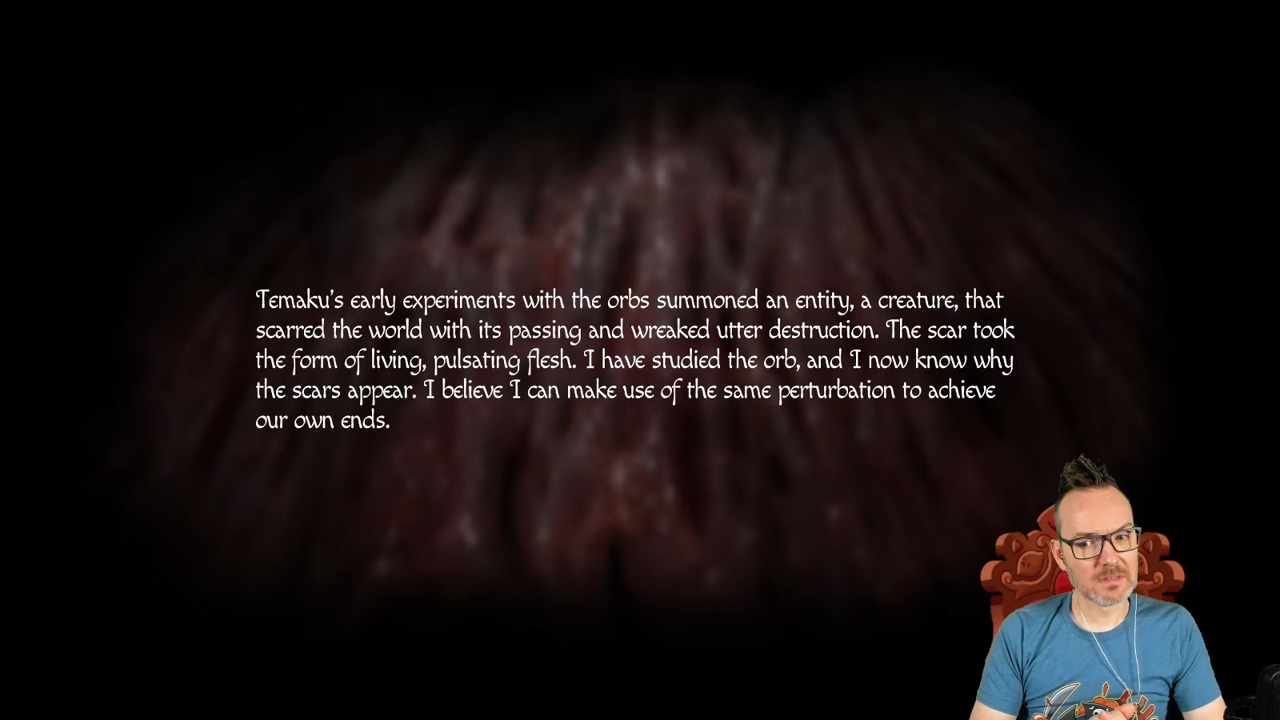 Temaku's early experiments with the orbs summoned an entity, a creature, that
scarred the world with its passing and wreaked utter destruction. The scar took
the form of living, pulsating flesh. I have studied the orb, and I now know why
the scars appear. I believe I can make use of the same perturbation to achieve
our own ends.